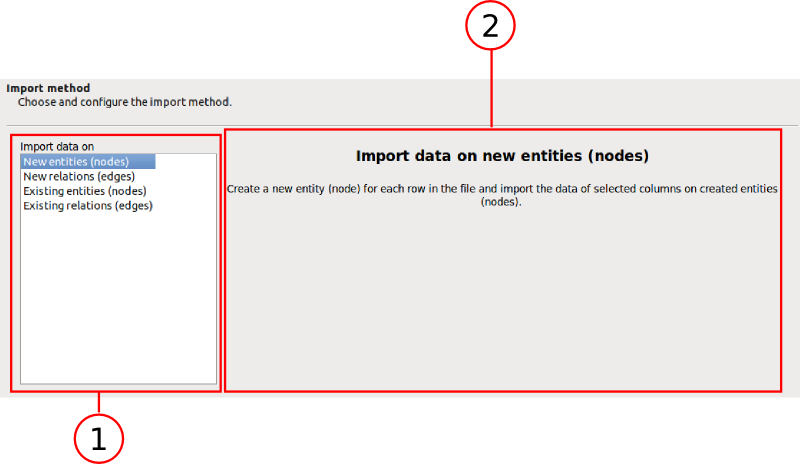 2
Import method
Choose and configure the import method.
Import data on
New entities (nodes)
New relations (edges)
Existing entities (nodes)
Existing relations (edges)
Import data on new entities (nodes)
Create a new entity (node) for each row in the file and import the data of selected columns on created entities
(nodes).
1